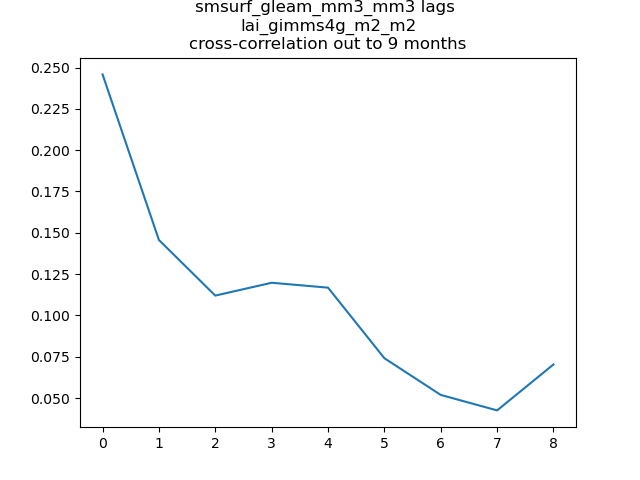 smsurf_gleam_mm3_mm3 lags
lai_gimms4g_m2_m2
cross-correlation out to 9 months
0.250
0.225
0.200
0.175
0.150
0.125
0.100
0.075
0.050
0 1 2 3 4 5 6 7 8